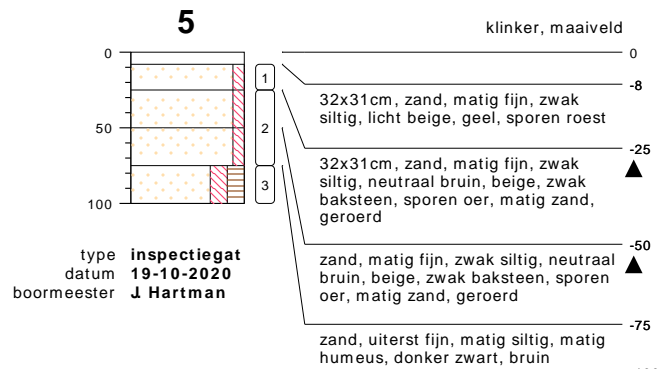 5
klinker, maaiveld
0
0
-8
1
32x31cm, zand, matig fijn, zwak
siltig, licht beige, geel, sporen roest
-25
32x31cm, zand, matig fijn, zwak
siltig, neutraal bruin, beige, zwak
baksteen, sporen oer, matig zand,
geroerd
50
2
-50
zand, matig fijn, zwak siltig, neutraal
bruin, beige, zwak baksteen, sporen
oer, matig zand, geroerd
3
100
-75
zand, uiterst fijn, matig siltig, matig
humeus, donker zwart, bruin
type inspectiegat
datum 19-10-2020
boormeester J. Hartman